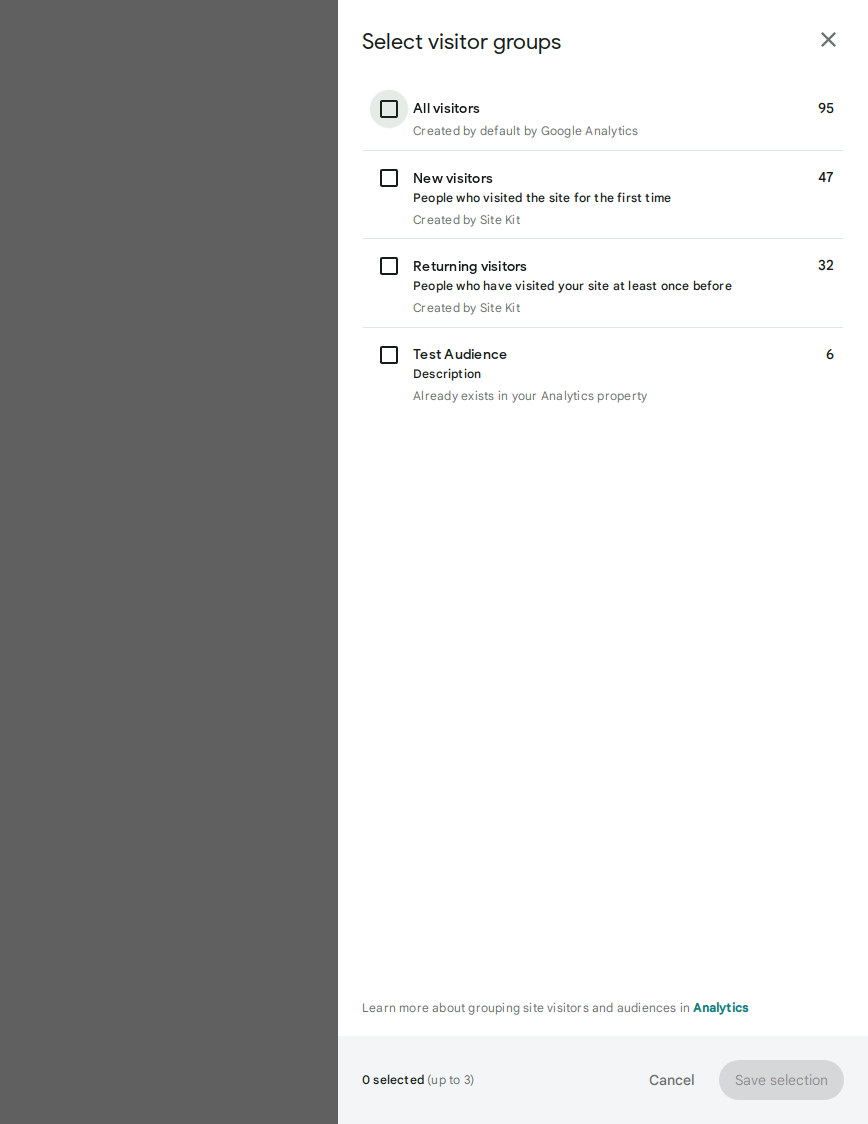 Select visitor groups
All visitors 95
Created by default by Google Analytics
New visitors 47
People who visited the site for the first time
Created by Site Kit
Returning visitors 32
People who have visited your site at least once before
Created by Site Kit
Test Audience 6
Description
Already exists in your Analytics property
Learn more about grouping site visitors and audiences in Analytics
0 selected (up to 3) Cancel Save selection